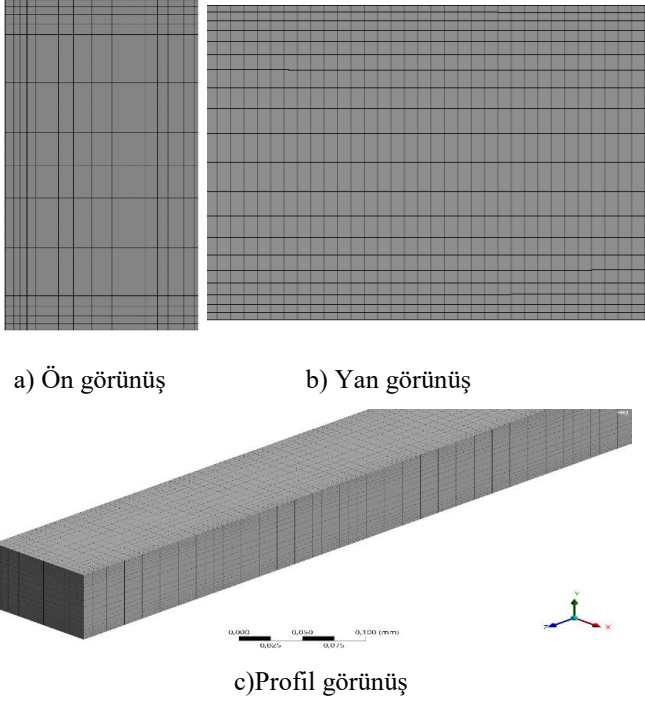 a) Ön görünüş
b) Yan görünüş
0,000 0,050 0,100 (mm)
0,025 0,075
Y
Z
X
c)Profil görünüş